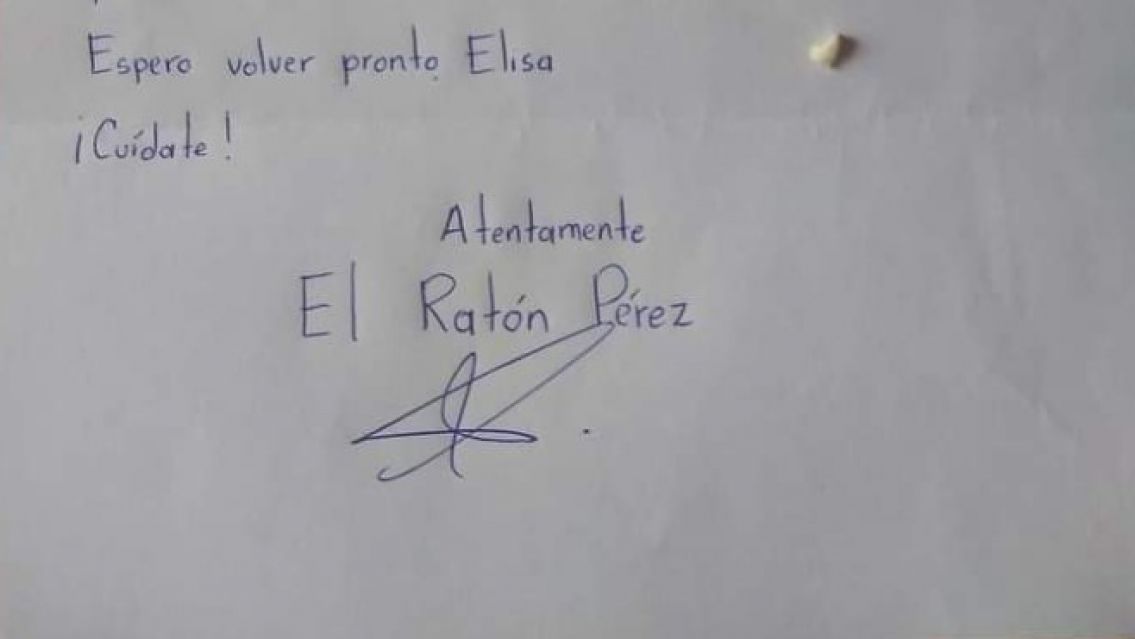 Espero volver pronto Elisa
¡Cuídate!
Atentamente
El Ratón Pérez